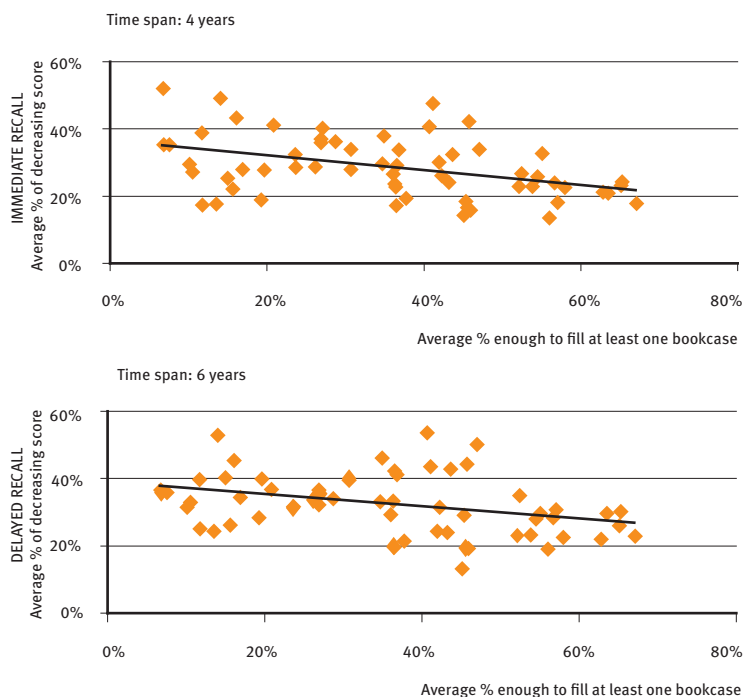 Time span: 4 years
IMMEDIATE RECALL
Average % of decreasing score
60%
40%
20%
0%
0% 20% 40% 60% 80%
Average % enough to fill at least one bookcase
Time span: 6 years
DELAYED RECALL
Average % of decreasing score
60%
40%
20%
0%
0% 20% 40% 60% 80%
Average % enough to fill at least one bookcase